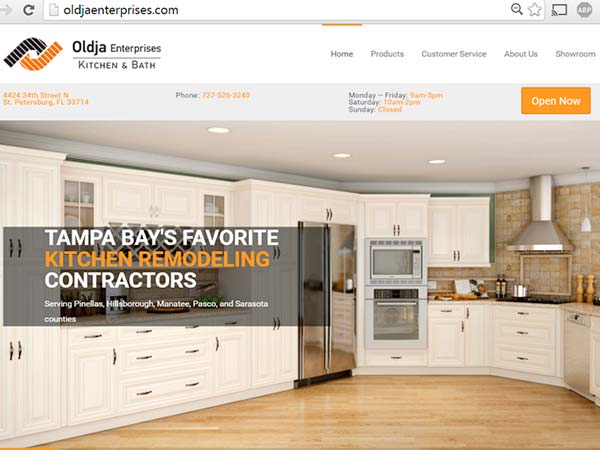 oldjaenterprises.com
ABP
Oldja Enterprises
KITCHEN & BATH
Home Products Customer Service About Us Showroom
4424 34th Street N
St. Petersburg, FL 33714
Phone: 727-526-3240
Monday — Friday: 9am-5pm
Saturday: 10am-2pm
Sunday: Closed
Open Now
TAMPA BAY'S FAVORITE
KITCHEN REMODELING
CONTRACTORS
Serving Pinellas, Hillsborough, Manatee, Pasco, and Sarasota
counties